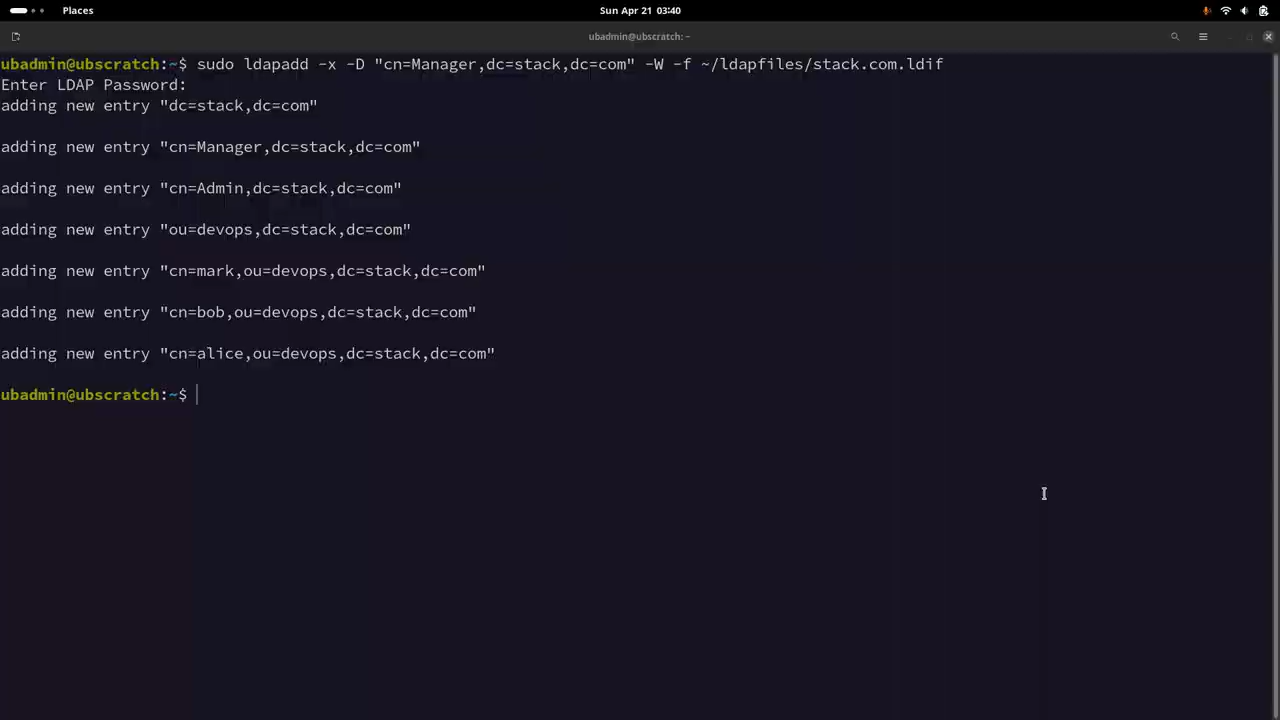 Places
Sun Apr 21 03:40
ubadmin@ubscratch: ~
ubadmin@ubscratch:~$ sudo ldapadd -x -D "cn=Manager,dc=stack,dc=com" -W -f ~/ldapfiles/stack.com.ldif
Enter LDAP Password:
adding new entry "dc=stack,dc=com"
adding new entry "cn=Manager,dc=stack,dc=com"
adding new entry "cn=Admin,dc=stack,dc=com"
adding new entry "ou=devops,dc=stack,dc=com"
adding new entry "cn=mark,ou=devops,dc=stack,dc=com"
adding new entry "cn=bob,ou=devops,dc=stack,dc=com"
adding new entry "cn=alice,ou=devops,dc=stack,dc=com"
ubadmin@ubscratch:~$